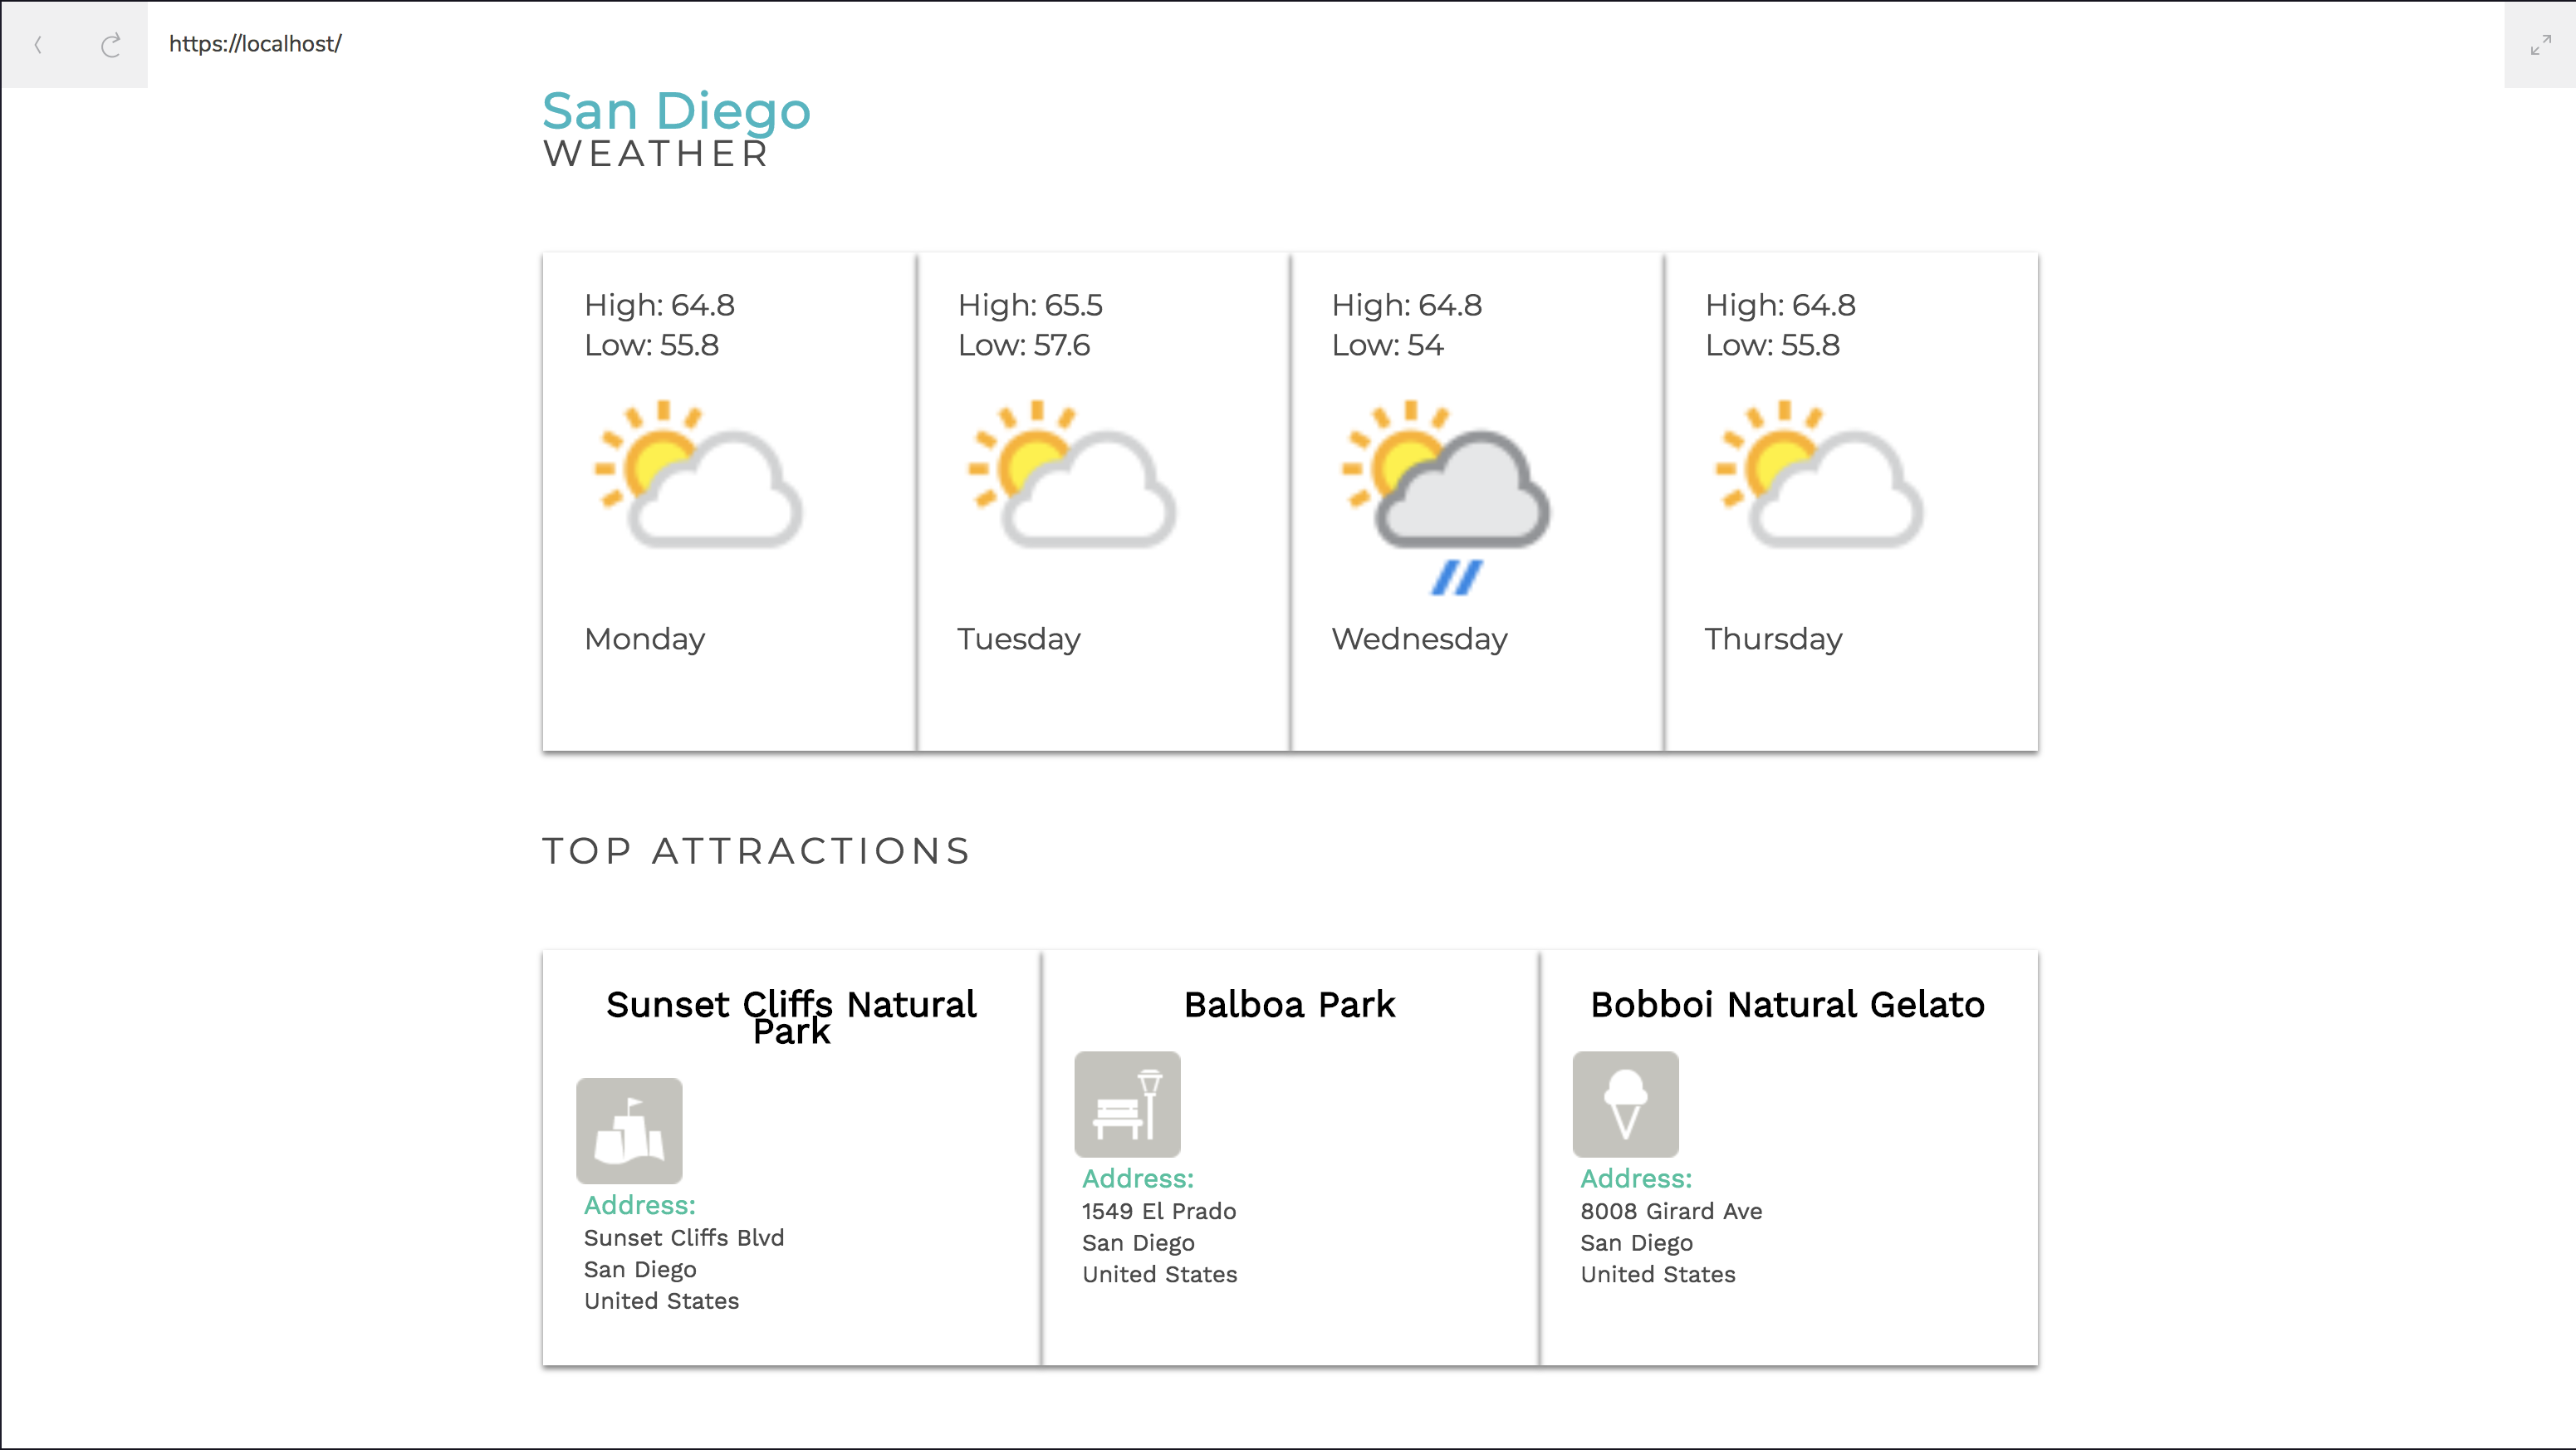 https://localhost/
San Diego
WEATHER
High: 64.8
Low: 55.8
Monday
High: 65.5
Low: 57.6
Tuesday
High: 64.8
Low: 54
Wednesday
High: 64.8
Low: 55.8
Thursday
TOP ATTRACTIONS
Sunset Cliffs Natural
Park
Address:
Sunset Cliffs Blvd
San Diego
United States
Balboa Park
Address:
1549 El Prado
San Diego
United States
Bobboi Natural Gelato
Address:
8008 Girard Ave
San Diego
United States